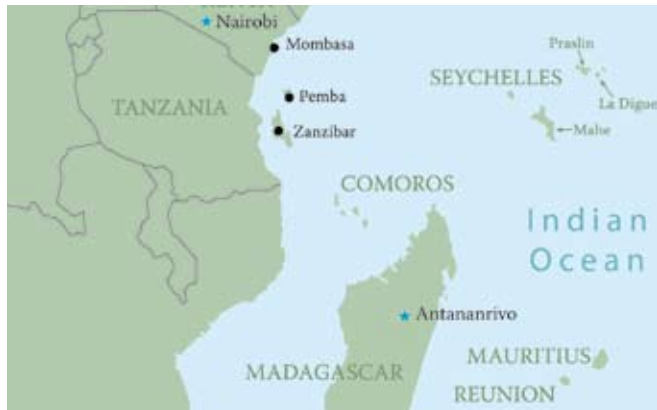 Nairobi
Mombasa
Praslin
SEYCHELLES
La Digue
Pemba
TANZANIA
Zanzibar
Mahe
COMOROS
Indian
Ocean
Antananrivo
MAURITIUS
MADAGASCAR
REUNION